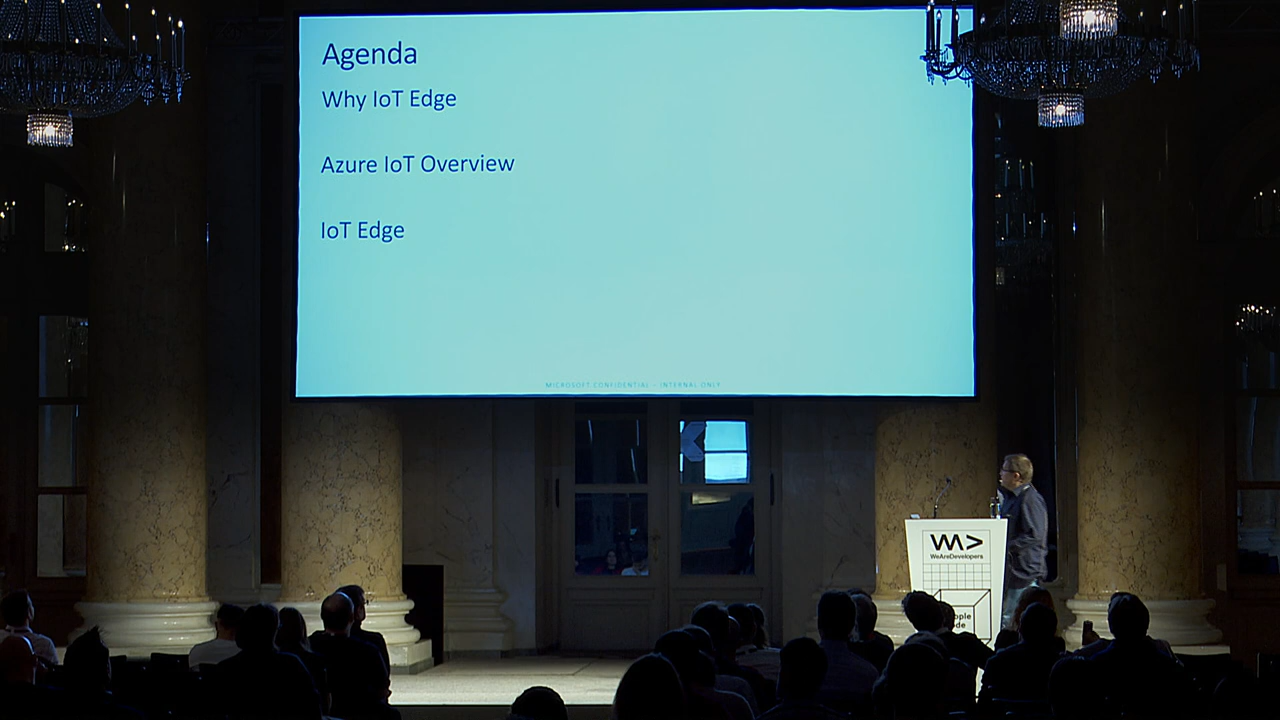 Agenda
Why IoT Edge
Azure IoT Overview
IoT Edge
MICROSOFT CONFIDENTIAL - INTERNAL ONLY
WeAreDevelopers